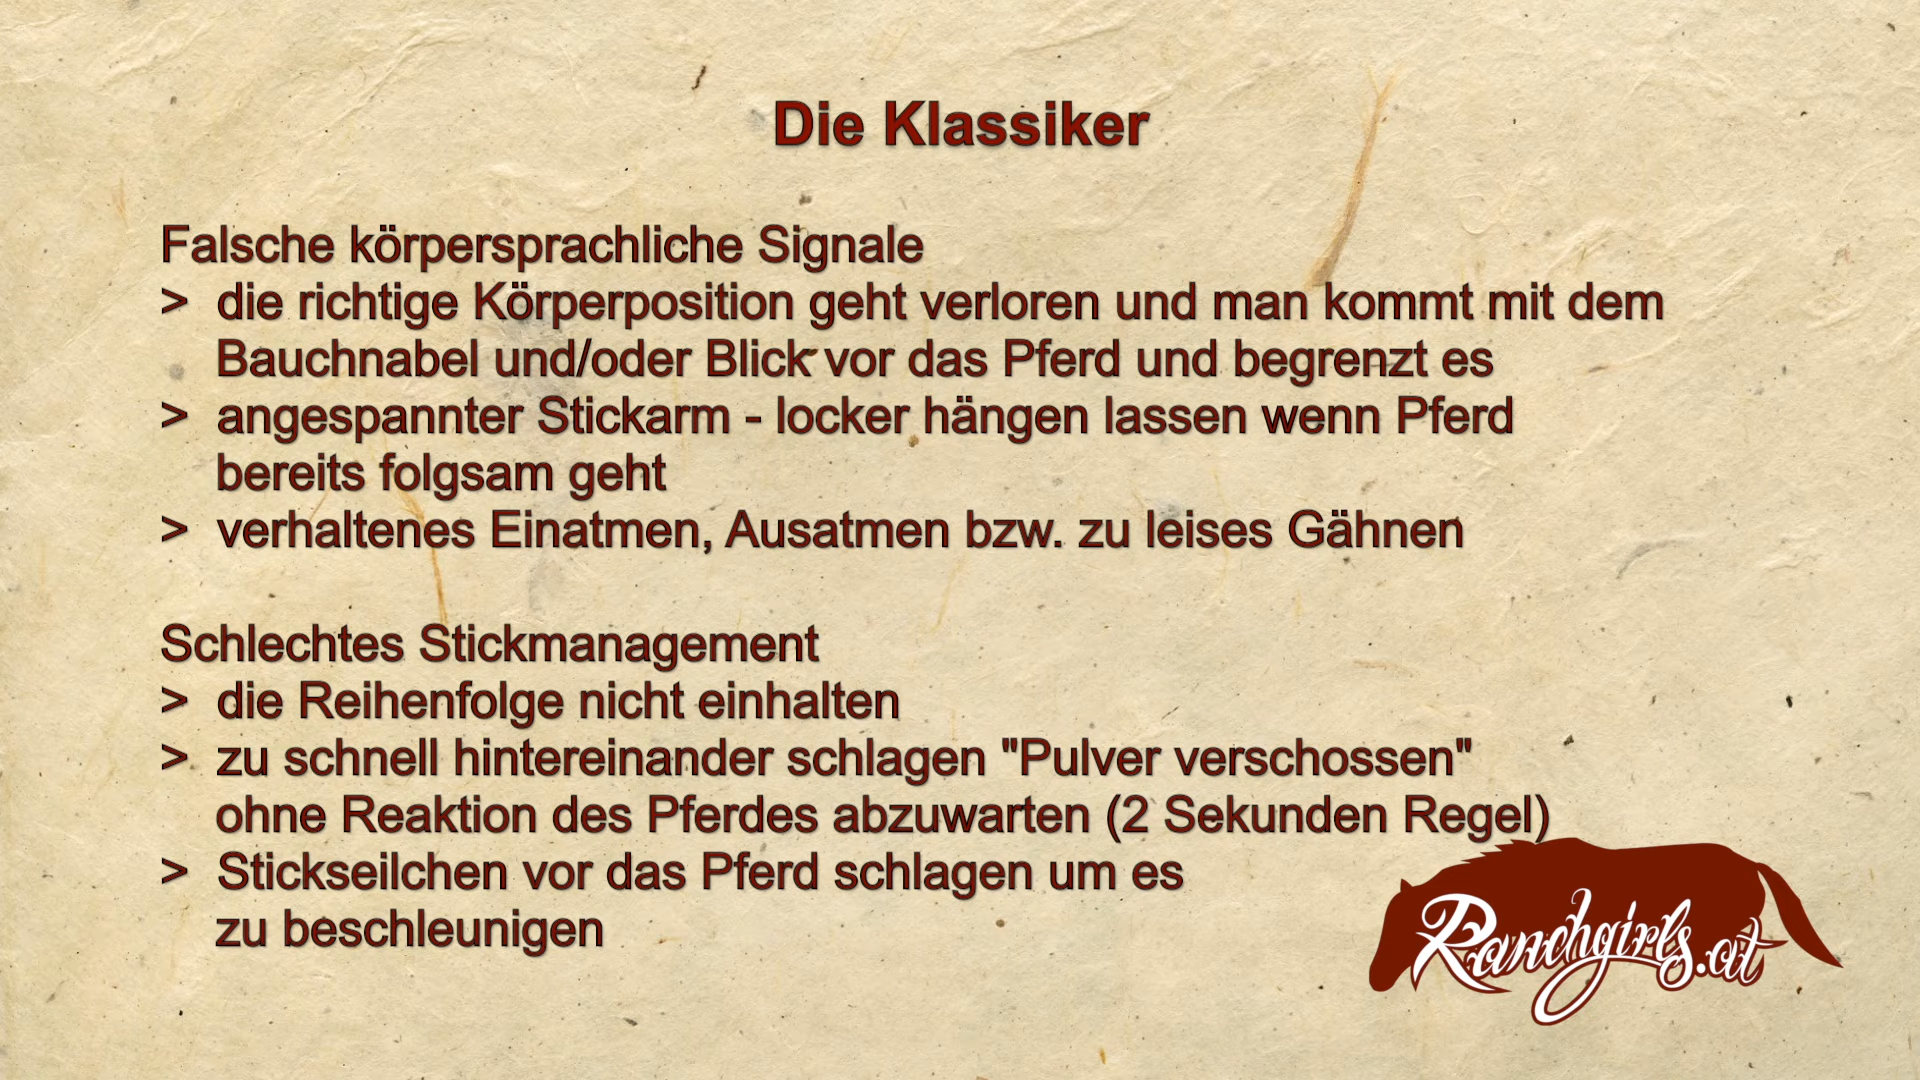 Die Klassiker
Falsche körpersprachliche Signale
> die richtige Körperposition geht verloren und man kommt mit dem
Bauchnabel und/oder Blick vor das Pferd und begrenzt es
> angespannter Stickarm - locker hängen lassen wenn Pferd
bereits folgsam geht
> verhaltenes Einatmen, Ausatmen bzw. zu leises Gähnen
Schlechtes Stickmanagement
> die Reihenfolge nicht einhalten
> zu schnell hintereinander schlagen "Pulver verschossen"
ohne Reaktion des Pferdes abzuwarten (2 Sekunden Regel)
> Stickseilchen vor das Pferd schlagen um es
zu beschleunigen
Ranchgirls.at